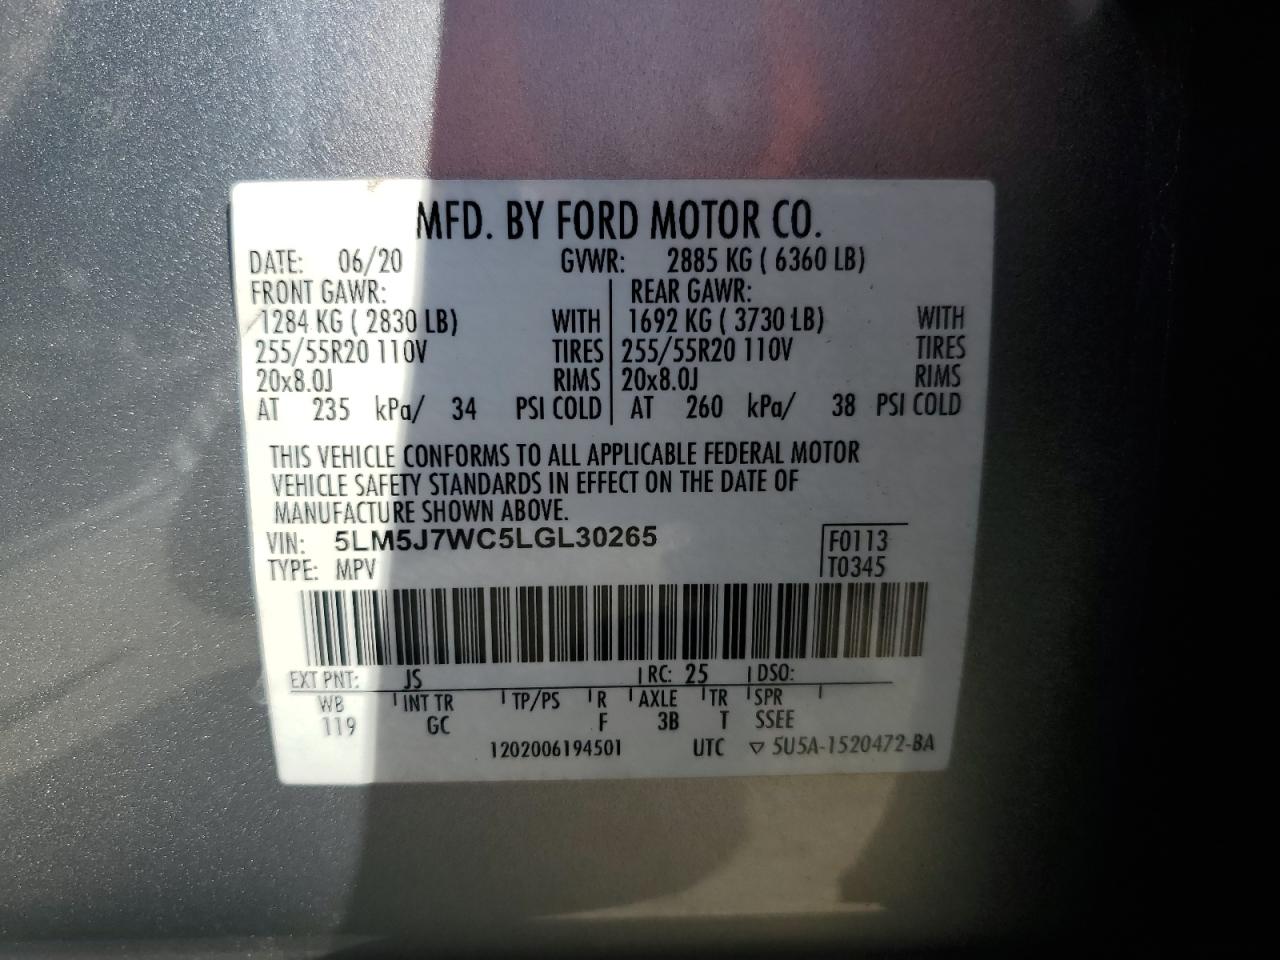 MFD. BY FORD MOTOR CO.
DATE: 06/20 GVWR: 2885 KG ( 6360 LB)
FRONT GAWR: REAR GAWR:
1284 KG ( 2830 LB) WITH 1692 KG ( 3730 LB) WITH
255/55R20 110V TIRES 255/55R20 110V TIRES
20x8.0J RIMS 20x8.0J RIMS
AT 235 kPa/ 34 PSI COLD AT 260 kPa/ 38 PSI COLD
THIS VEHICLE CONFORMS TO ALL APPLICABLE FEDERAL MOTOR
VEHICLE SAFETY STANDARDS IN EFFECT ON THE DATE OF
MANUFACTURE SHOWN ABOVE.
VIN: 5LM5J7WC5LGL30265 F0113
TYPE: MPV T0345
EXT PNT: JS RC: 25 DSO:
WB INT TR TP/PS R AXLE TR SPR
119 GC F 3B T SSEE
1202006194501 UTC ▽ 5U5A-1520472-BA